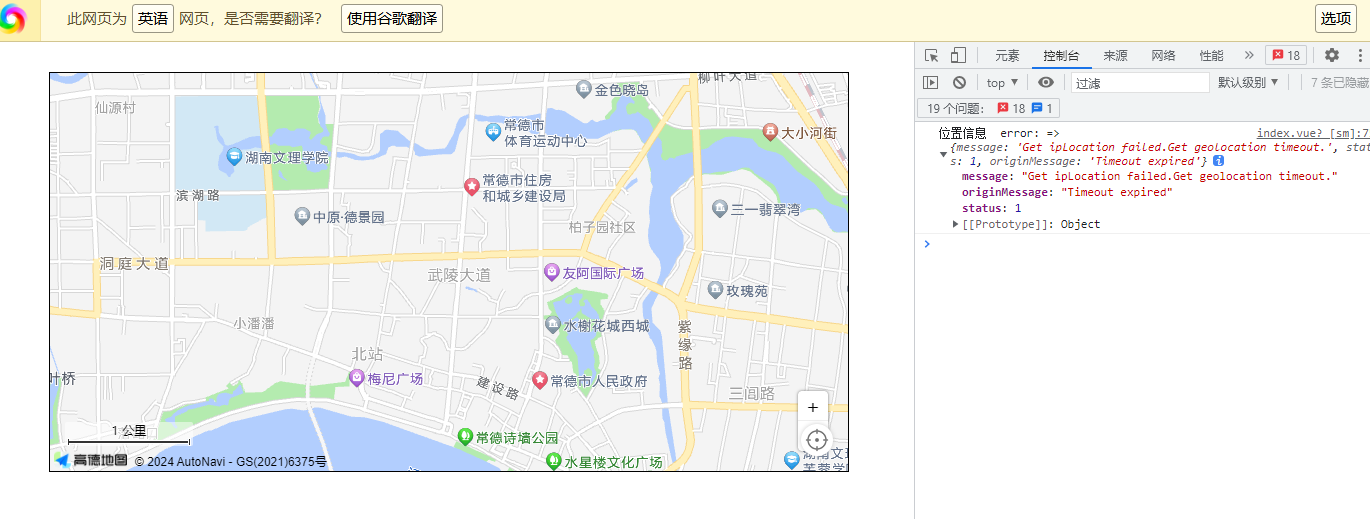 此网页为 英语 网页，是否需要翻译？ 使用谷歌翻译 选项
元素 控制台 来源 网络 性能 » 18
top 过滤 默认级别 7 条已隐藏
19 个问题： 18 1
位置信息 error: => index.vue? [sm]:7
{message: 'Get ipLocation failed.Get geolocation timeout.', stat
s: 1, originMessage: 'Timeout expired'}
message: "Get ipLocation failed.Get geolocation timeout."
originMessage: "Timeout expired"
status: 1
[[Prototype]]: Object
柳叶大道
金色晓岛
仙源村
常德市
体育运动中心
大小河街
湖南文理学院
常德市住房
和城乡建设局
滨湖路
三一翡翠湾
中原·德景园
柏子园社区
洞庭大道
武陵大道
友阿国际广场
玫瑰苑
小潘潘
水榭花城西城
紫缘路
北站
叶桥
梅尼广场
建设路
常德市人民政府
三闾路
+
1 公里
常德诗墙公园
高德地图 © 2024 AutoNavi - GS(2021)6375号
水星楼文化广场